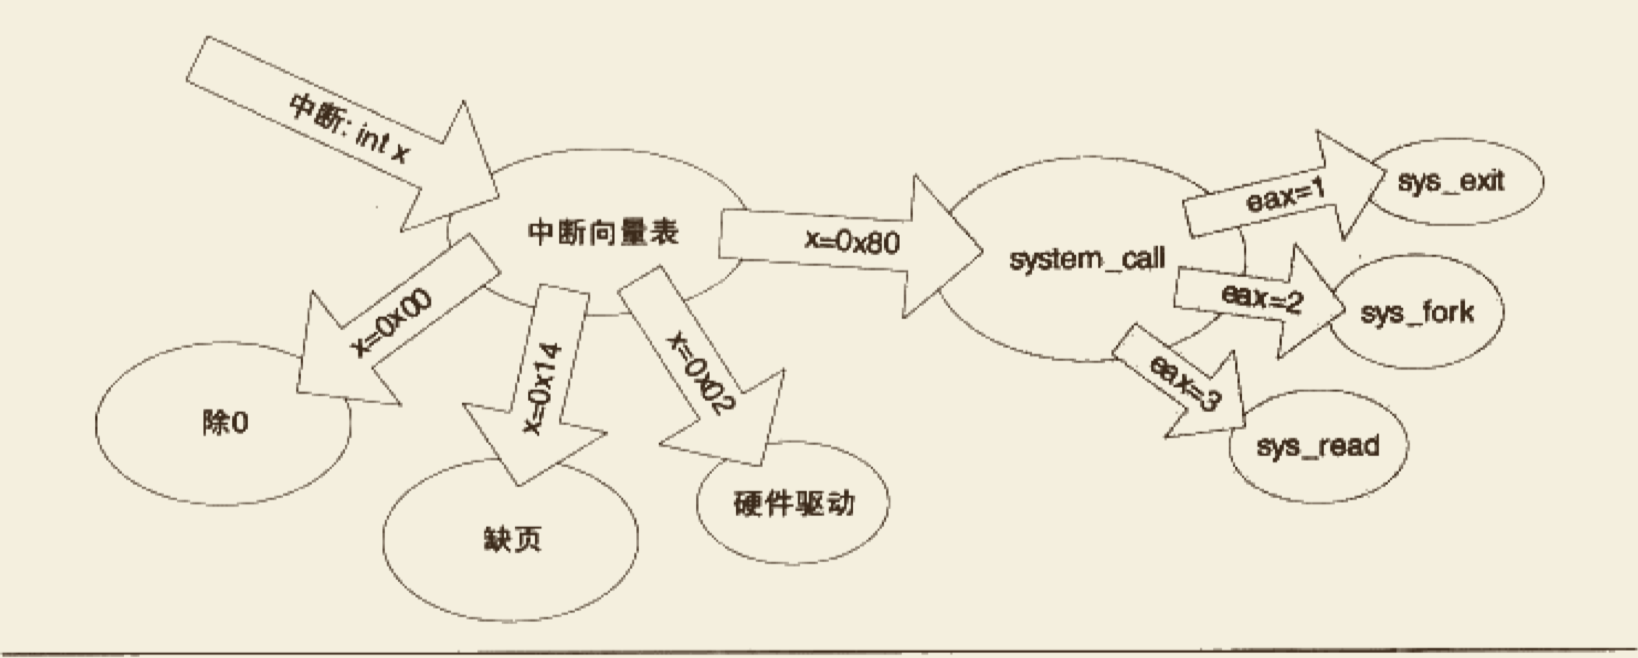 中断: int x
中断向量表
x=0x80
system_call
eax=1
sys_exit
eax=2
sys_fork
eax=3
sys_read
x=0x00
除0
x=0x14
缺页
x=0x02
硬件驱动